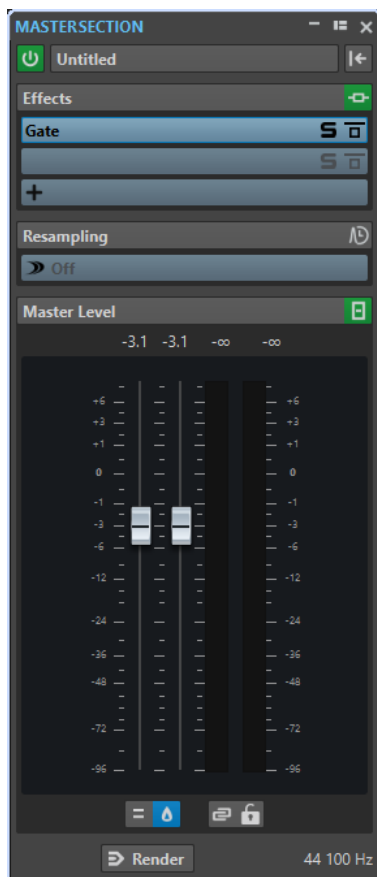 MASTERSECTION
Untitled
Effects
Gate S
S
+
Resampling
Off
Master Level
-3.1 -3.1 -∞ -∞
+6 +6
+3 +3
+1 +1
0 0
-1 -1
-3 -3
-6 -6
-12 -12
-24 -24
-36 -36
-48 -48
-72 -72
-96 -96
Render 44 100 Hz